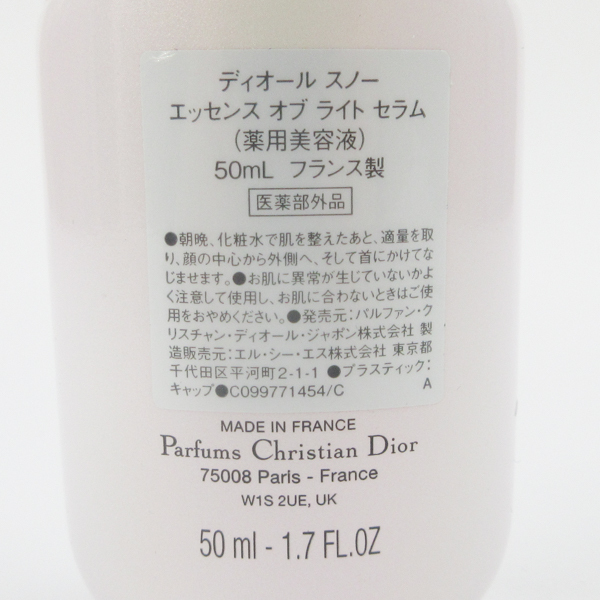 ディオール スノー
エッセンス オブ ライト セラム
(薬用美容液)
50mL フランス製
医薬部外品
●朝晩、化粧水で肌を整えたあと、適量を取
り、顔の中心から外側へ、そして首にかけてな
じませます。●お肌に異常が生じていないかよ
く注意して使用し、お肌に合わないときはご使
用をおやめください。●発売元：パルファン・ク
リスチャン・ディオール・ジャポン株式会社 製
造販売元：エル・シー・エス株式会社 東京都
千代田区平河町2-1-1 ●プラスティック：
キャップ●C099771454/C A
MADE IN FRANCE
Parfums Christian Dior
75008 Paris - France
W1S 2UE, UK
50 ml - 1.7 FL.OZ